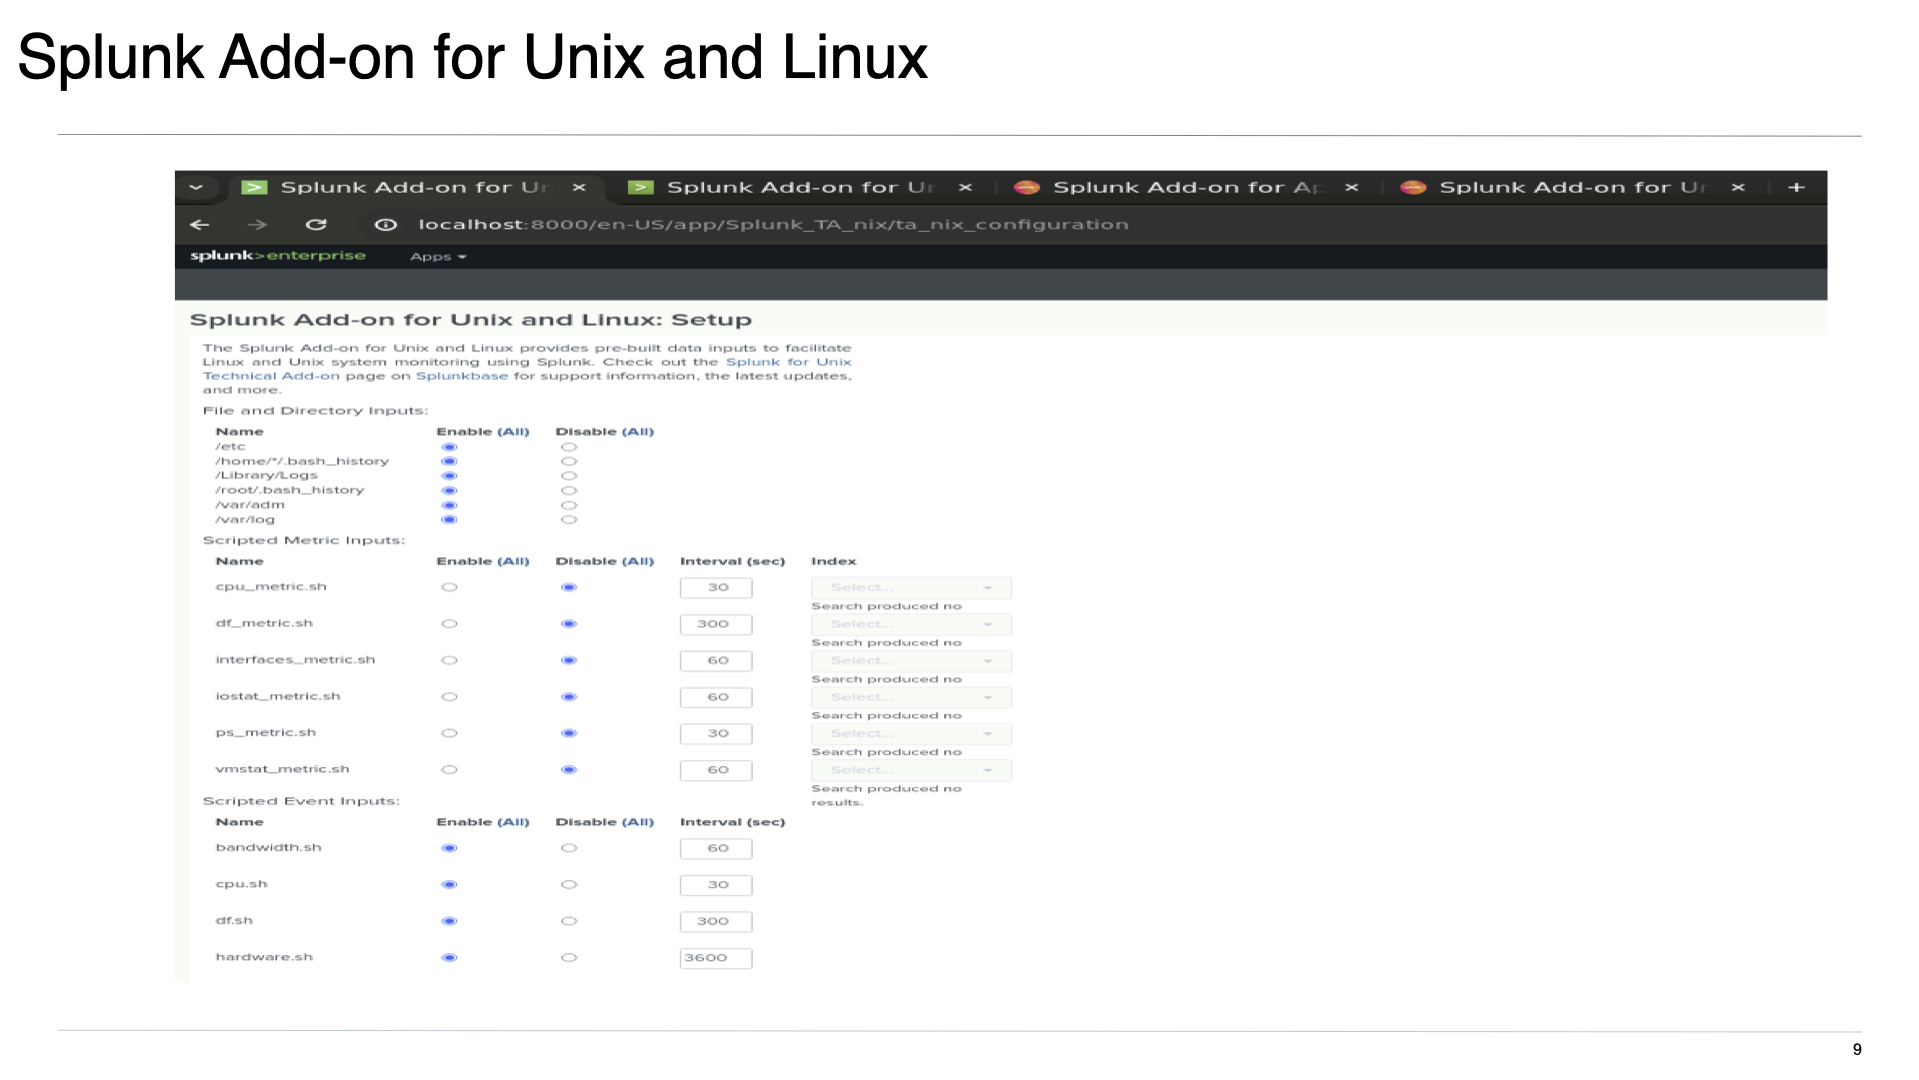 Splunk Add-on for Unix and Linux
Splunk Add-on for Ur Splunk Add-on for Ur Splunk Add-on for Ap Splunk Add-on for Ur
localhost:8000/en-US/app/Splunk_TA_nix/ta_nix_configuration
splunk>enterprise Apps
Splunk Add-on for Unix and Linux: Setup
The Splunk Add-on for Unix and Linux provides pre-built data inputs to facilitate
Linux and Unix system monitoring using Splunk. Check out the Splunk for Unix
Technical Add-on page on Splunkbase for support information, the latest updates,
and more.
File and Directory Inputs:
Name Enable (All) Disable (All)
/etc
/home/*/.bash_history
/Library/Logs
/root/.bash_history
/var/adm
/var/log
Scripted Metric Inputs:
Name Enable (All) Disable (All) Interval (sec) Index
cpu_metric.sh 30 Select...
Search produced no
df_metric.sh 300 Select...
Search produced no
interfaces_metric.sh 60 Select...
Search produced no
iostat_metric.sh 60 Select...
Search produced no
ps_metric.sh 30 Select...
Search produced no
vmstat_metric.sh 60 Select...
Search produced no
results.
Scripted Event Inputs:
Name Enable (All) Disable (All) Interval (sec)
bandwidth.sh 60
cpu.sh 30
df.sh 300
hardware.sh 3600
9